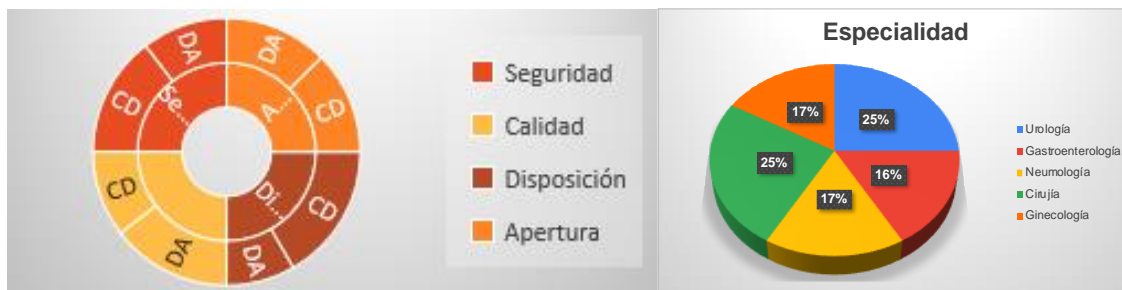 DA
DA
CD
Se...
A...
CD
CD
Di...
CD
DA
DA
Seguridad
Calidad
Disposición
Apertura
Especialidad
17%
25%
25%
16%
17%
Urología
Gastroenterología
Neumología
Cirujía
Ginecología